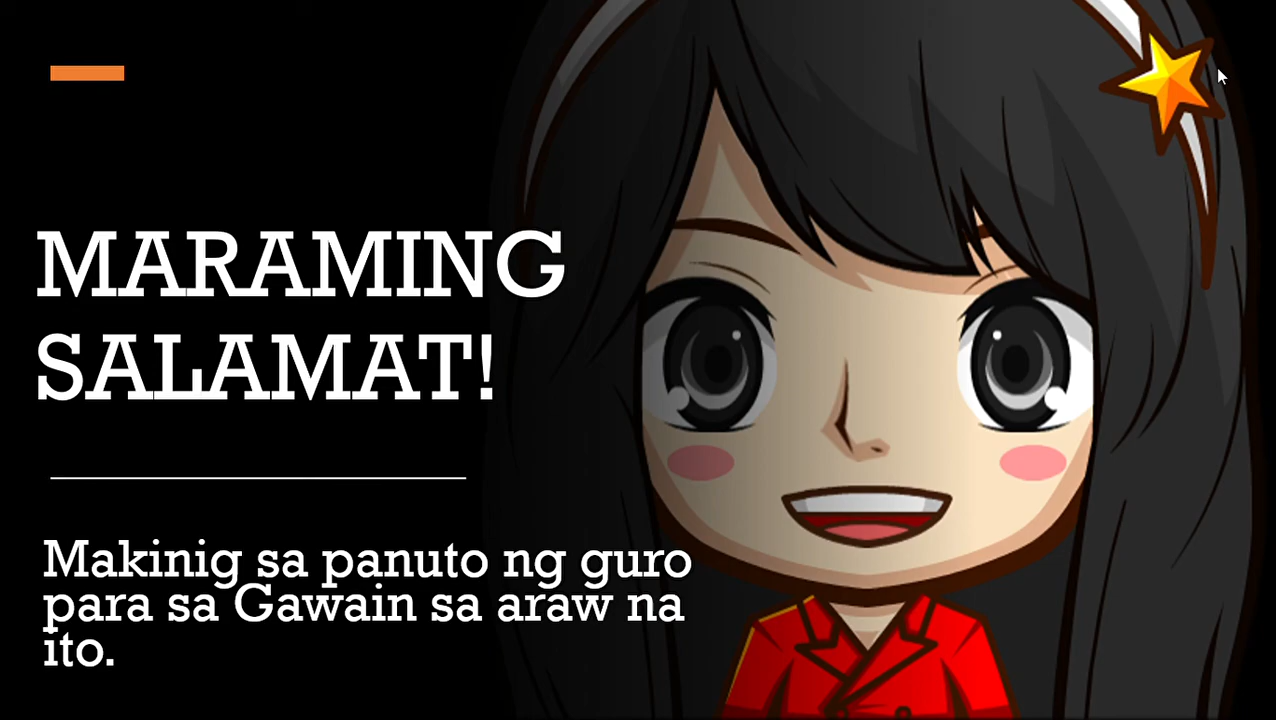 MARAMING
SALAMAT!
Makinig sa panuto ng guro
para sa Gawain sa araw na
ito.